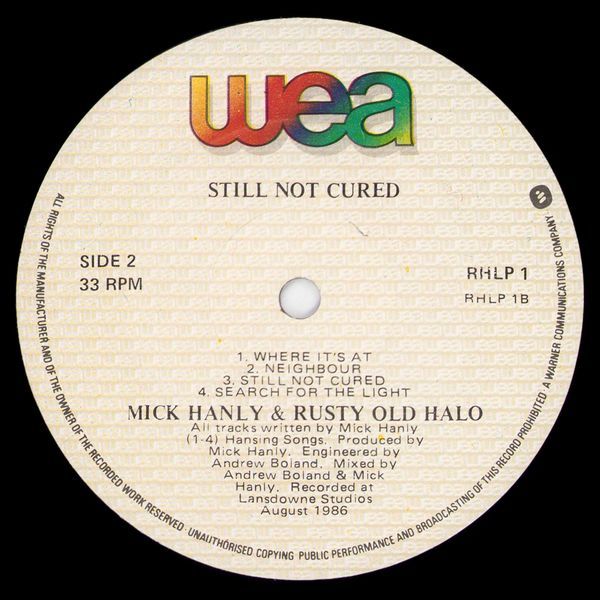 wea
STILL NOT CURED
SIDE 2
33 RPM
RHLP 1
RHLP 1B
1. WHERE IT'S AT
2. NEIGHBOUR
3. STILL NOT CURED
4. SEARCH FOR THE LIGHT
MICK HANLY & RUSTY OLD HALO
All tracks written by Mick Hanly
(1-4) Hansing Songs. Produced by
Mick Hanly. Engineered by
Andrew Boland. Mixed by
Andrew Boland & Mick
Hanly. Recorded at
Lansdowne Studios
August 1986
ALL RIGHTS OF THE MANUFACTURER AND OF THE OWNER OF THE RECORDED WORK RESERVED · UNAUTHORISED COPYING PUBLIC PERFORMANCE AND BROADCASTING OF THIS RECORD PROHIBITED · A WARNER COMMUNICATIONS COMPANY ·